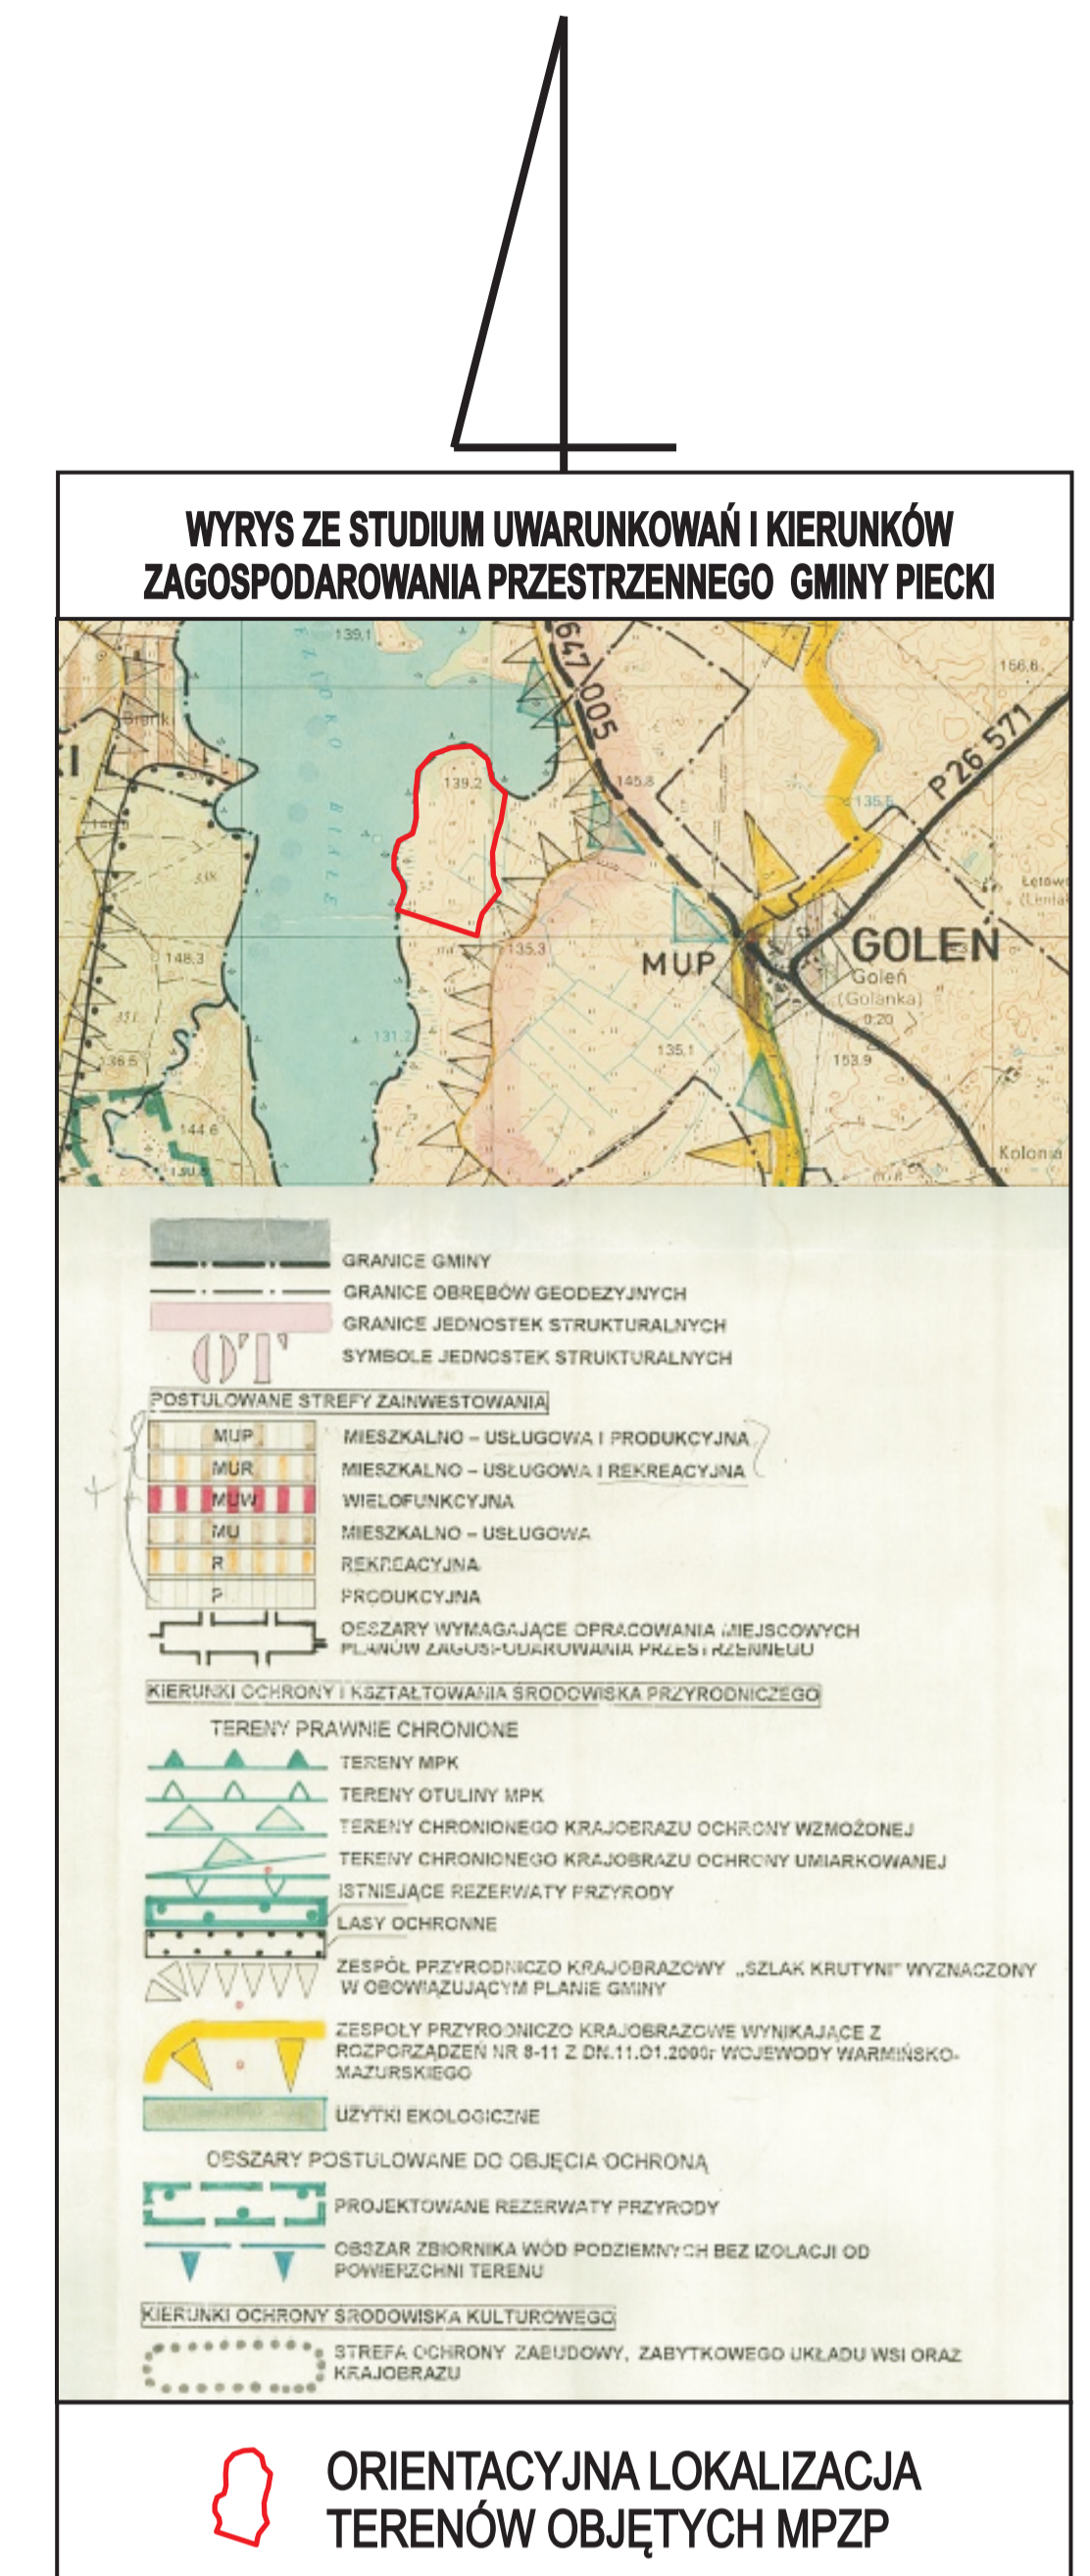 WYRYS ZE STUDIUM UWARUNKOWAŃ I KIERUNKÓW
ZAGOSPODAROWANIA PRZESTRZENNEGO GMINY PIECKI
139,1
647 005
156,8
P26 571
139.2
145.8
135,5
148,3
135.3
MUP
GOLEŃ
Goleń
(Golanka)
0.20
131.2
135,1
153.9
136.5
144.6
Kolonia
GRANICE GMINY
GRANICE OBRĘBÓW GEODEZYJNYCH
GRANICE JEDNOSTEK STRUKTURALNYCH
OT SYMBOLE JEDNOSTEK STRUKTURALNYCH
POSTULOWANE STREFY ZAINWESTOWANIA
MUP MIESZKALNO – USŁUGOWA I PRODUKCYJNA
MUR MIESZKALNO – USŁUGOWA I REKREACYJNA
MUW WIELOFUNKCYJNA
MU MIESZKALNO – USŁUGOWA
R REKREACYJNA
P PRODUKCYJNA
OBSZARY WYMAGAJĄCE OPRACOWANIA MIEJSCOWYCH
PLANÓW ZAGOSPODAROWANIA PRZESTRZENNEGO
KIERUNKI OCHRONY I KSZTAŁTOWANIA ŚRODOWISKA PRZYRODNICZEGO
TERENY PRAWNIE CHRONIONE
TERENY MPK
TERENY OTULINY MPK
TERENY CHRONIONEGO KRAJOBRAZU OCHRONY WZMOŻONEJ
TERENY CHRONIONEGO KRAJOBRAZU OCHRONY UMIARKOWANEJ
ISTNIEJĄCE REZERWATY PRZYRODY
LASY OCHRONNE
ZESPÓŁ PRZYRODNICZO KRAJOBRAZOWY „SZLAK KRUTYNI" WYZNACZONY
W OBOWIĄZUJĄCYM PLANIE GMINY
ZESPOŁY PRZYRODNICZO KRAJOBRAZOWE WYNIKAJĄCE Z
ROZPORZĄDZEŃ NR 8-11 Z DN.11.01.2000r WOJEWODY WARMIŃSKO-
MAZURSKIEGO
UŻYTKI EKOLOGICZNE
OBSZARY POSTULOWANE DO OBJĘCIA OCHRONĄ
PROJEKTOWANE REZERWATY PRZYRODY
OBSZAR ZBIORNIKA WÓD PODZIEMNYCH BEZ IZOLACJI OD
POWIERZCHNI TERENU
KIERUNKI OCHRONY ŚRODOWISKA KULTUROWEGO
STREFA OCHRONY ZABUDOWY, ZABYTKOWEGO UKŁADU WSI ORAZ
KRAJOBRAZU
ORIENTACYJNA LOKALIZACJA
TERENÓW OBJĘTYCH MPZP